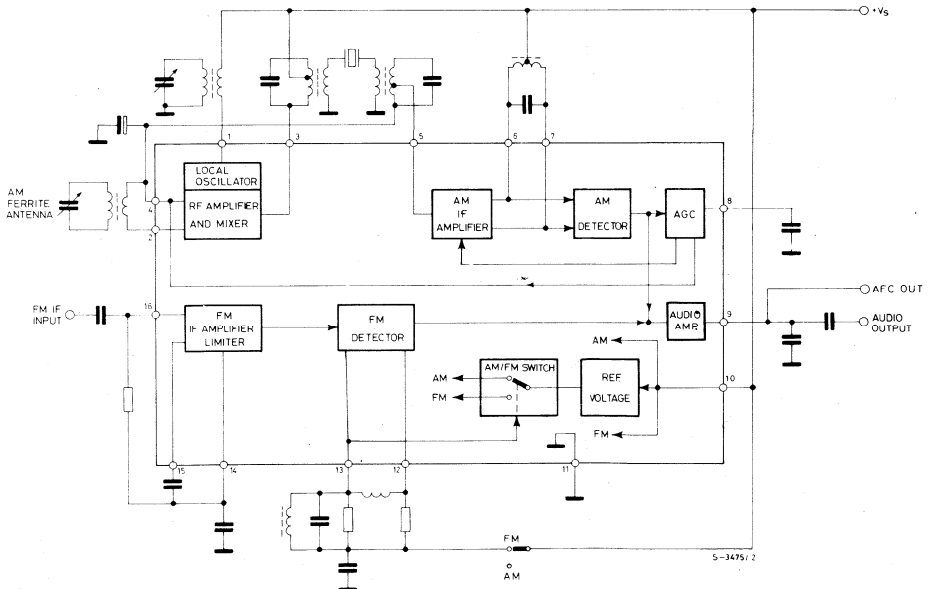 +Vs
1
3
5
6
7
AM
FERRITE
ANTENNA
4
2
LOCAL
OSCILLATOR
RF AMPLIFIER
AND MIXER
AM
IF
AMPLIFIER
AM
DETECTOR
AGC
8
FM IF
INPUT
16
FM
IF AMPLIFIER
LIMITER
FM
DETECTOR
AUDIO
AMP.
9
AFC OUT
AUDIO
OUTPUT
AM/FM SWITCH
AM
FM
REF.
VOLTAGE
AM
FM
10
15
14
13
12
11
FM
AM
S-3475/2